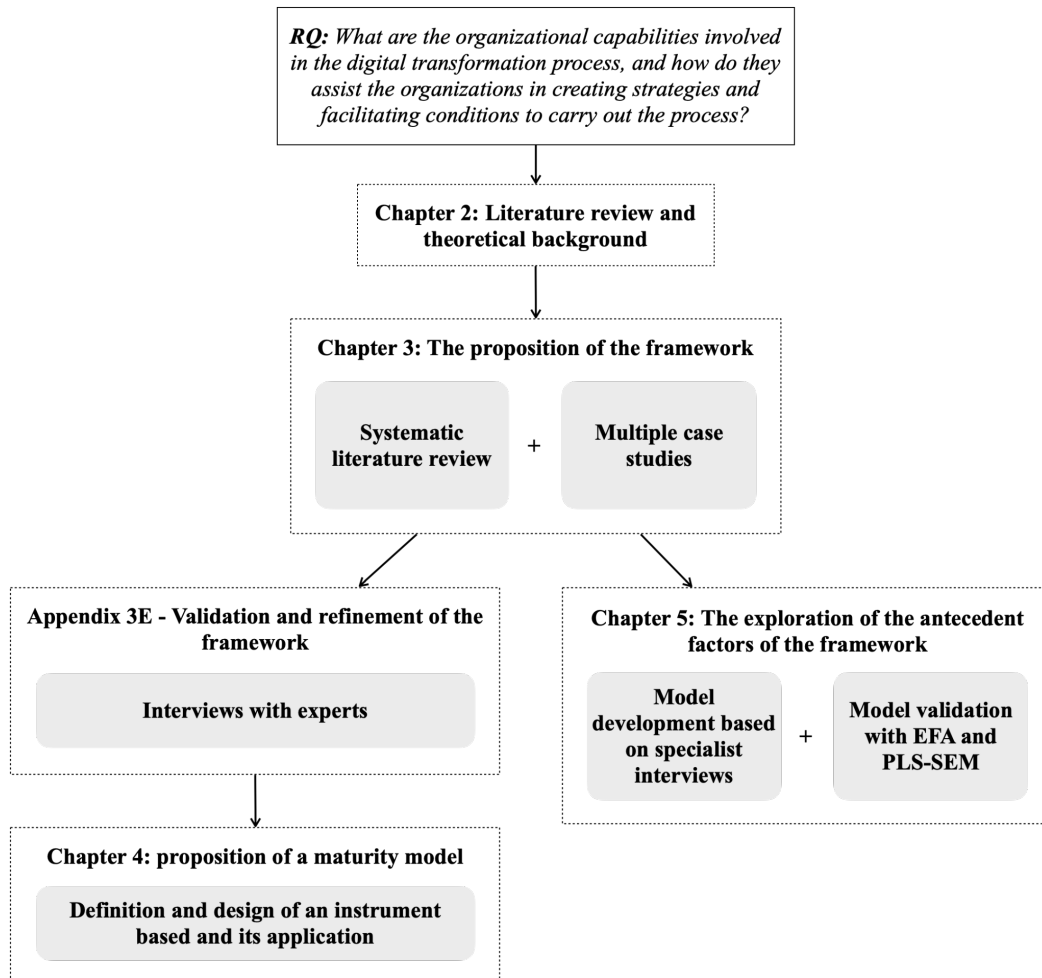 RQ: What are the organizational capabilities involved
in the digital transformation process, and how do they
assist the organizations in creating strategies and
facilitating conditions to carry out the process?
Chapter 2: Literature review and
theoretical background
Chapter 3: The proposition of the framework
Systematic
literature review
+
Multiple case
studies
Appendix 3E - Validation and refinement of the
framework
Interviews with experts
Chapter 5: The exploration of the antecedent
factors of the framework
Model
development based
on specialist
interviews
+
Model validation
with EFA and
PLS-SEM
Chapter 4: proposition of a maturity model
Definition and design of an instrument
based and its application